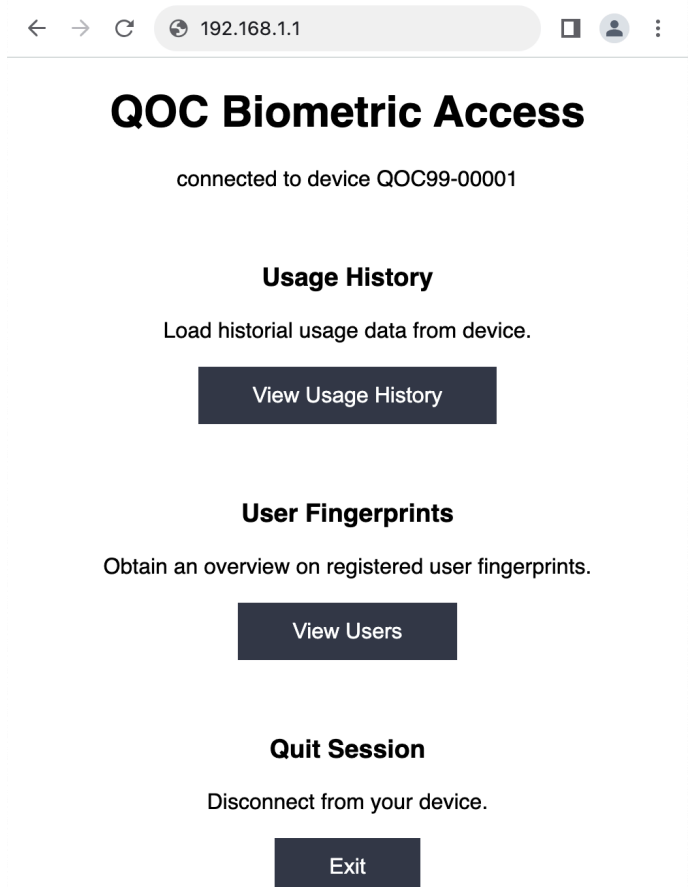 192.168.1.1
QOC Biometric Access
connected to device QOC99-00001
Usage History
Load historial usage data from device.
View Usage History
User Fingerprints
Obtain an overview on registered user fingerprints.
View Users
Quit Session
Disconnect from your device.
Exit